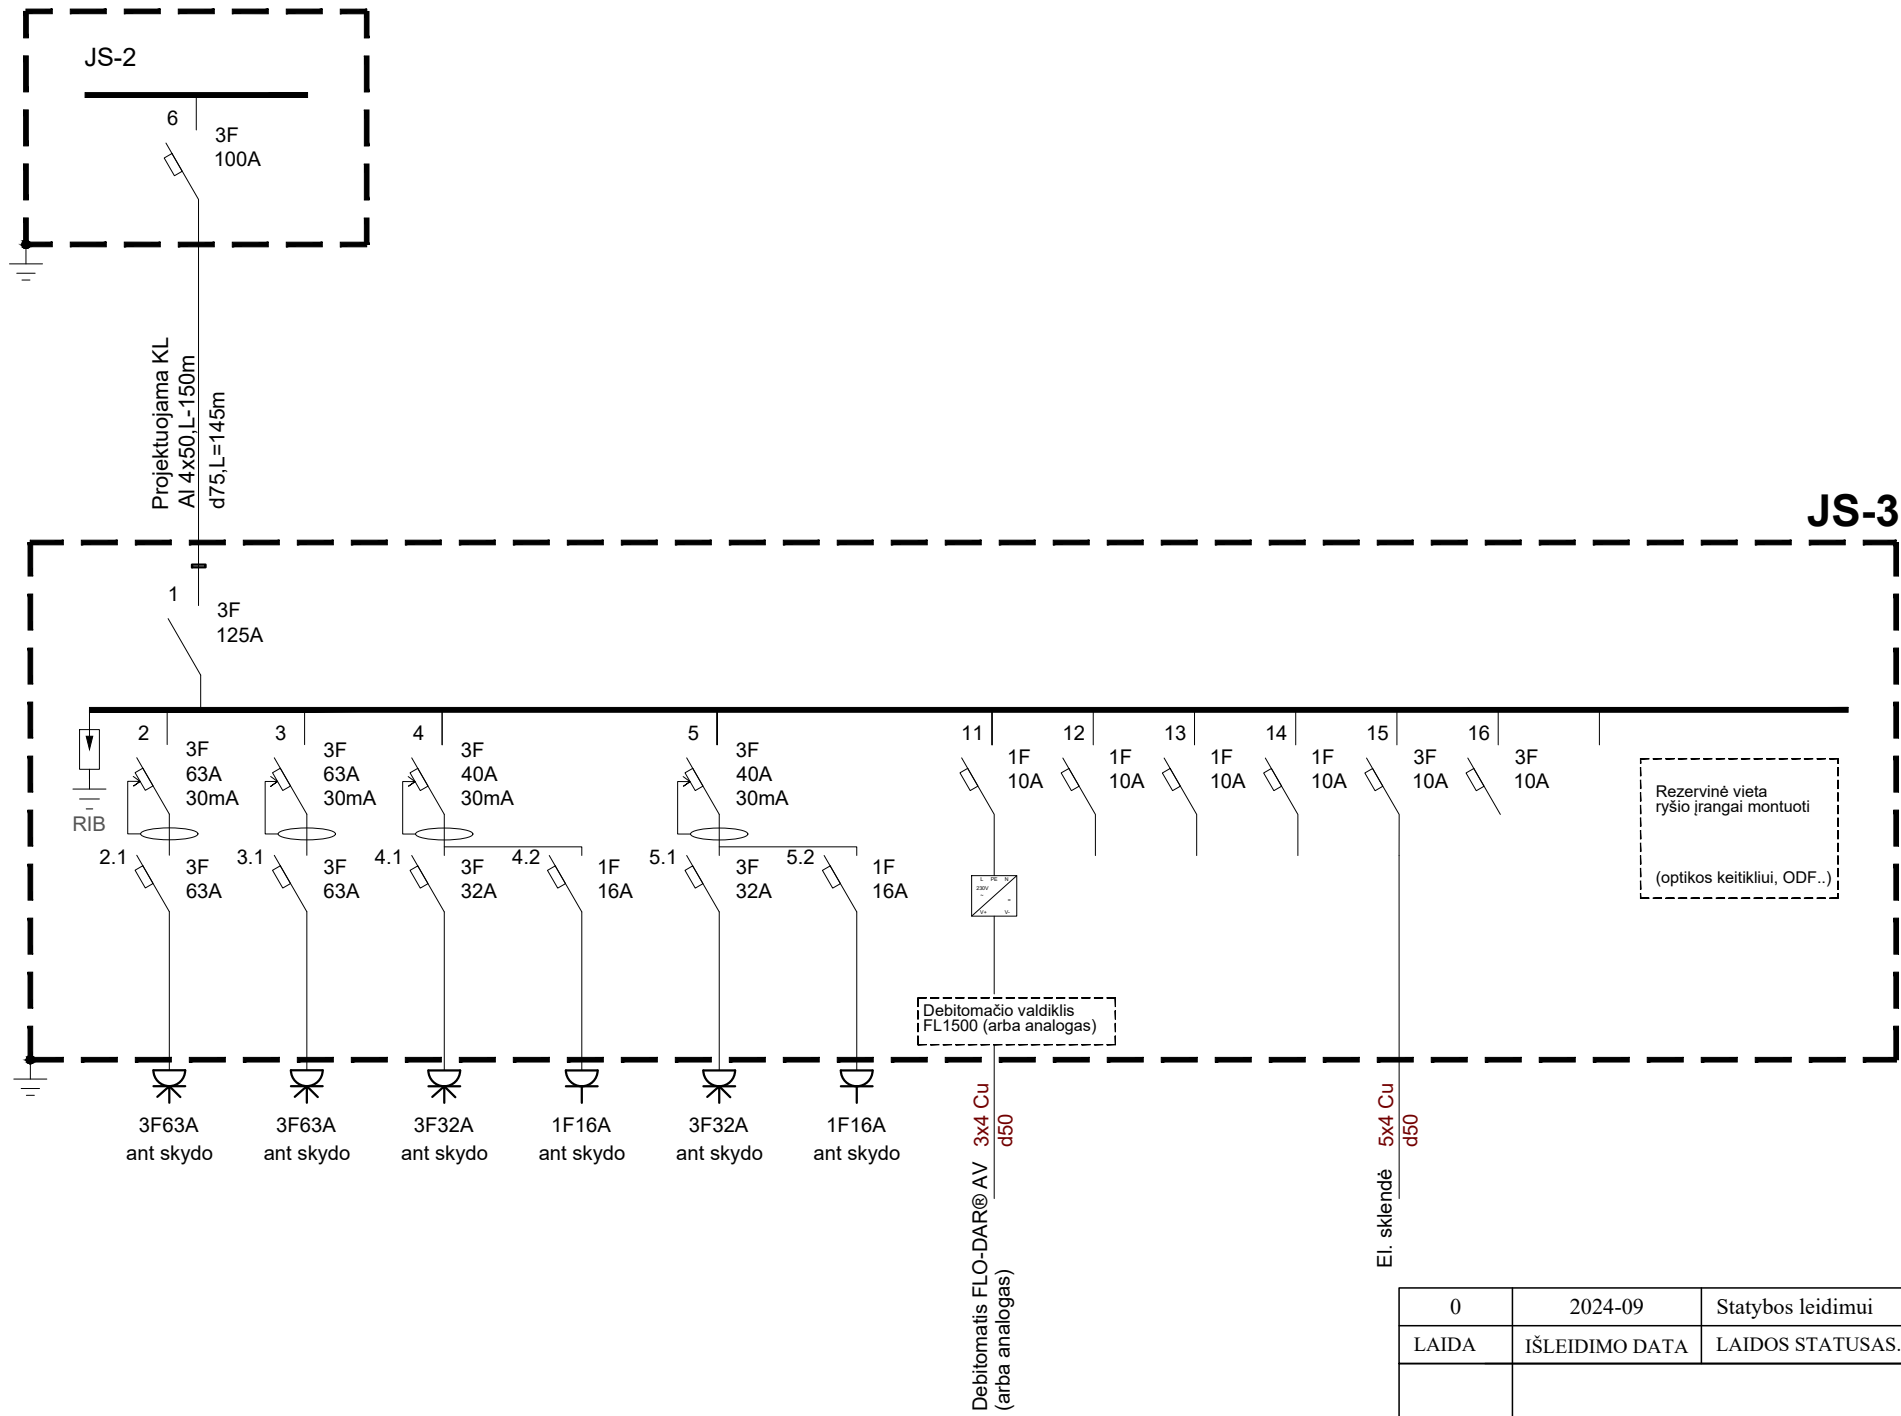 JS-2
6
3F
100A
Projektuojama KL
Al 4x50,L-150m
d75,L=145m
JS-3
1
3F
125A
RIB
2
3F
63A
30mA
3
3F
63A
30mA
4
3F
40A
30mA
5
3F
40A
30mA
11
1F
10A
12
1F
10A
13
1F
10A
14
1F
10A
15
3F
10A
16
3F
10A
Rezervinė vieta
ryšio įrangai montuoti
(optikos keitikliui, ODF..)
2.1
3F
63A
3.1
3F
63A
4.1
3F
32A
4.2
1F
16A
5.1
3F
32A
5.2
1F
16A
L PE N
230V
~
=
V+ V-
Debitomačio valdiklis
FL1500 (arba analogas)
3F63A
ant skydo
3F63A
ant skydo
3F32A
ant skydo
1F16A
ant skydo
3F32A
ant skydo
1F16A
ant skydo
Debitomatis FLO-DAR® AV 3x4 Cu
(arba analogas) d50
El. sklendė 5x4 Cu
d50
0 2024-09 Statybos leidimui
LAIDA IŠLEIDIMO DATA LAIDOS STATUSAS.